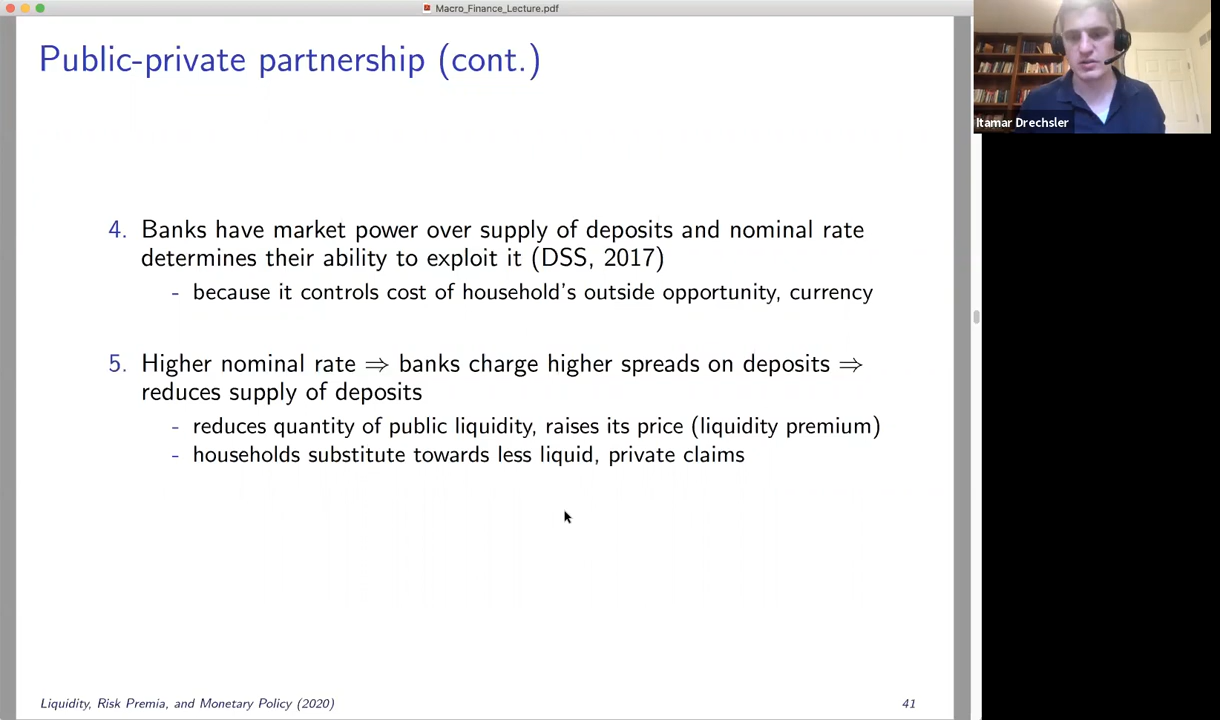 Macro_Finance_Lecture.pdf
Public-private partnership (cont.)
Itamar Drechsler
4. Banks have market power over supply of deposits and nominal rate
determines their ability to exploit it (DSS, 2017)
- because it controls cost of household's outside opportunity, currency
5. Higher nominal rate ⇒ banks charge higher spreads on deposits ⇒
reduces supply of deposits
- reduces quantity of public liquidity, raises its price (liquidity premium)
- households substitute towards less liquid, private claims
Liquidity, Risk Premia, and Monetary Policy (2020)
41